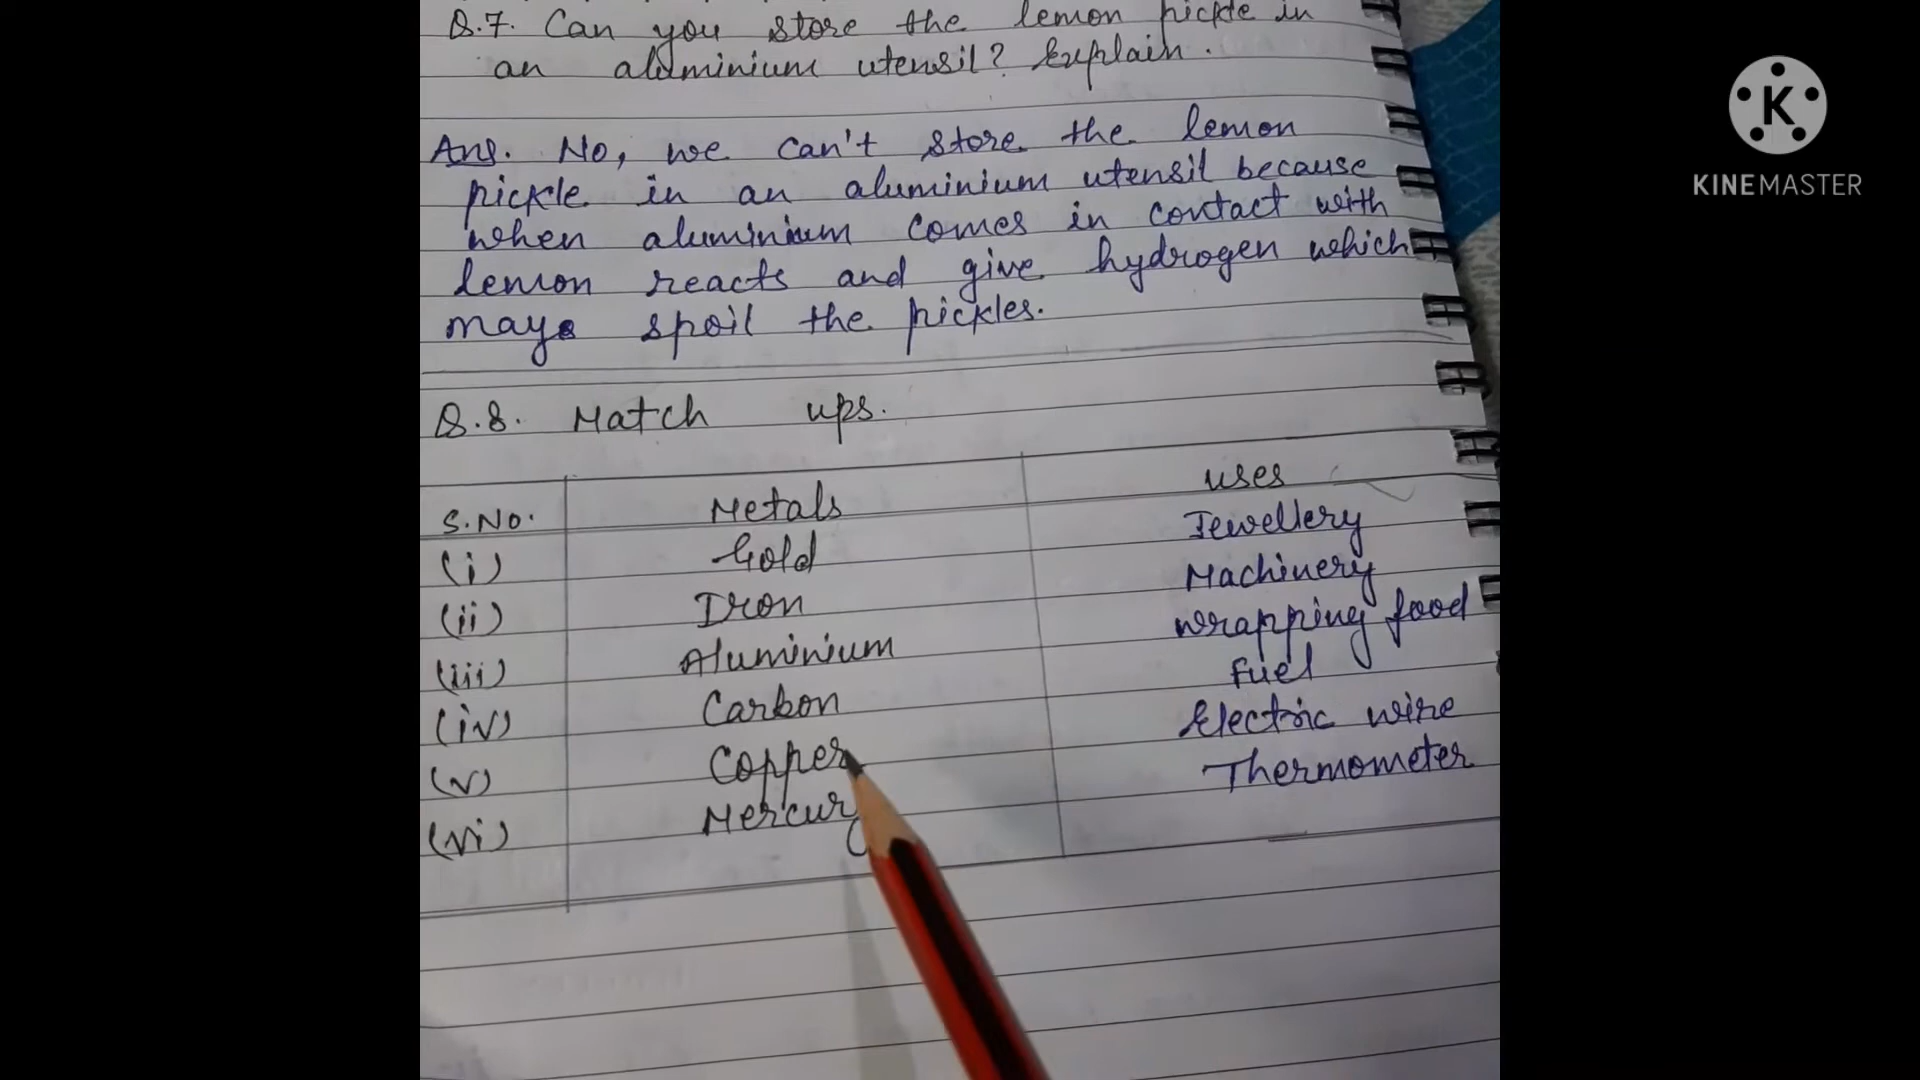 Q.7. Can you store the lemon pickle in
an aluminium utensil? Explain.
Ans. No, we can't store the lemon
pickle in an aluminium utensil because
when aluminium comes in contact with
lemon reacts and give hydrogen which
may spoil the pickles.
Q.8. Match ups.
S.No. Metals uses
(i) Gold Jewellery
(ii) Iron Machinery
(iii) Aluminium wrapping food
(iv) Carbon fuel
(v) Copper Electric wire
(vi) Mercury Thermometer
K
KINEMASTER